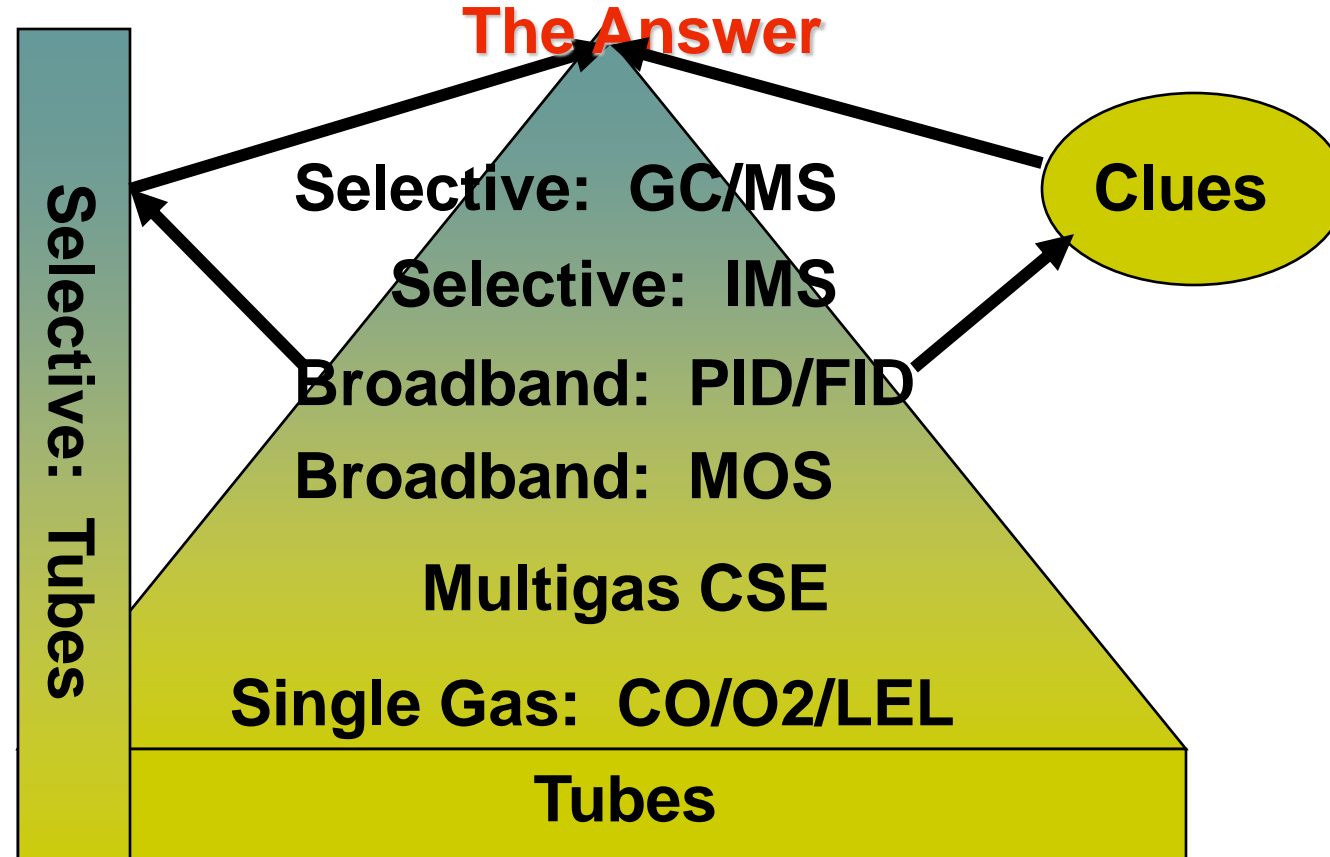 The Answer
Selective:  GC/MS
Clues
Selective:  IMS
Broadband:  PID/FID
Broadband:  MOS
Multigas CSE
Single Gas:  CO/O2/LEL
Tubes
Selective:  Tubes